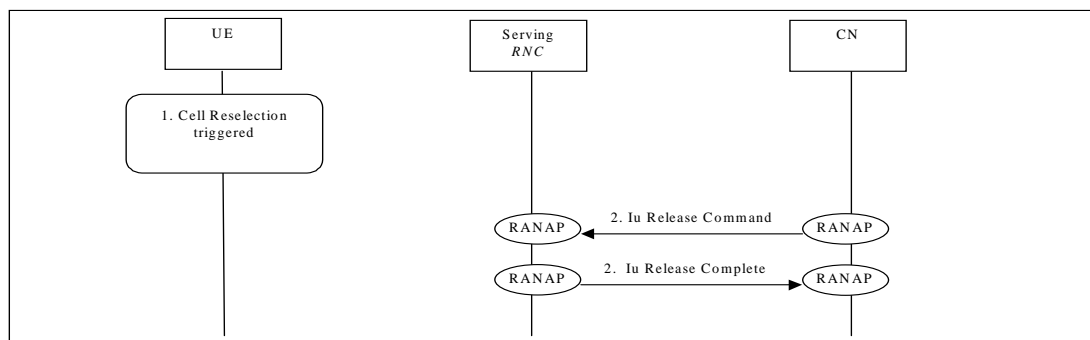 UE
Serving
RNC
CN
1. Cell Reselection
triggered
2. Iu Release Command
RANAP
RANAP
2. Iu Release Complete
RANAP
RANAP